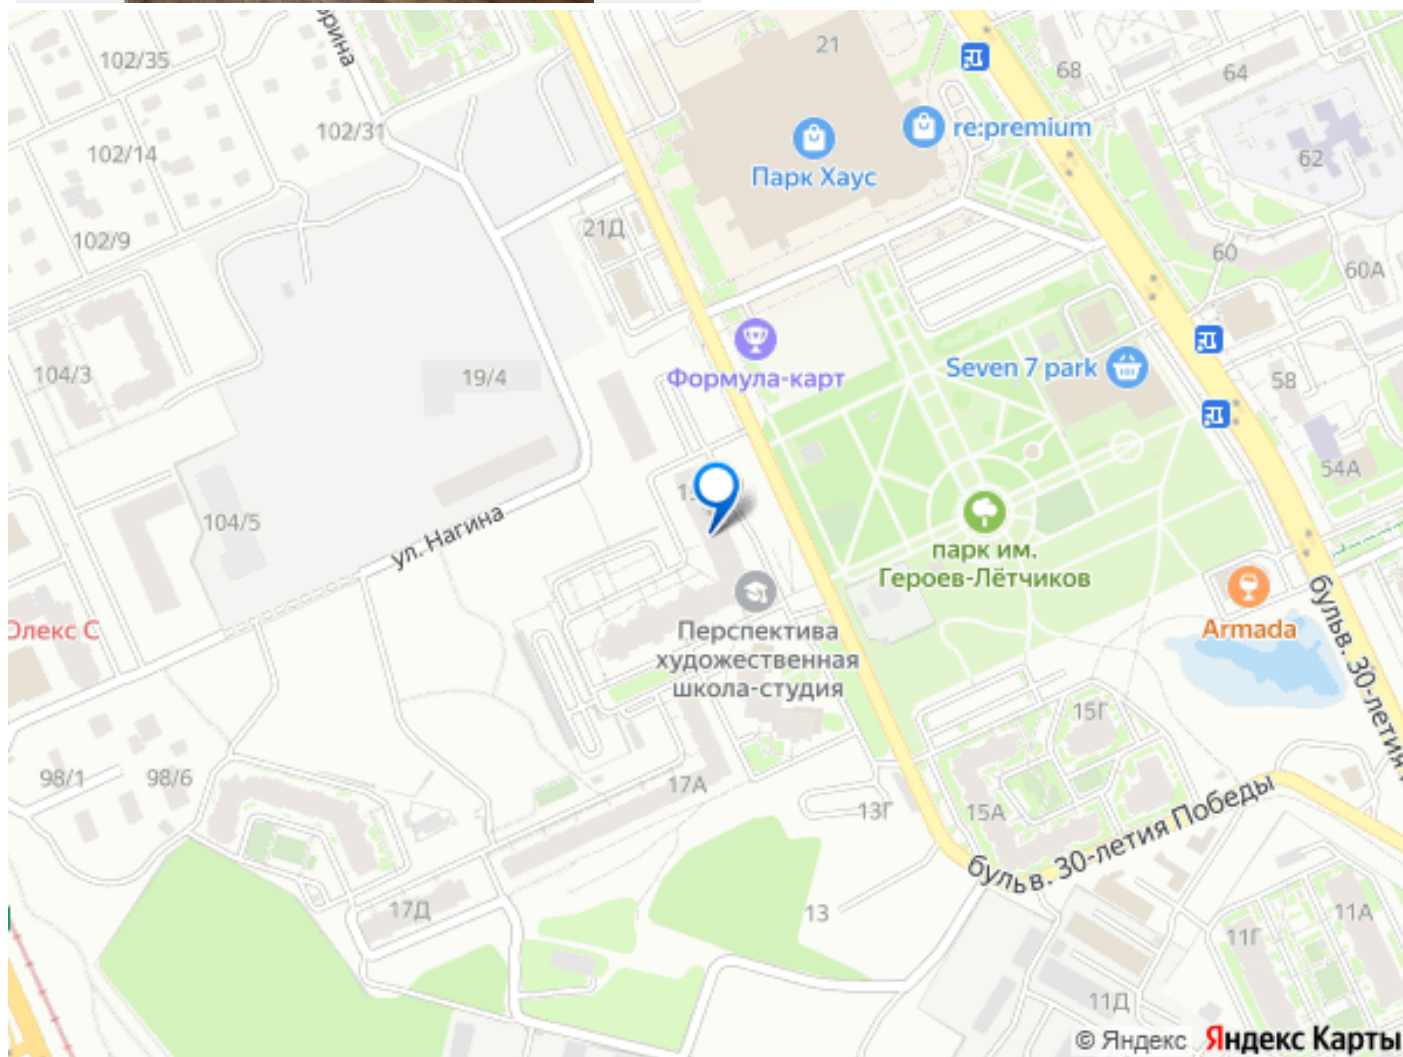 102/35
21
68
64
102/31
re:premium
102/14
62
Парк Хаус
102/9
21Д
60
60А
Seven 7 park
104/3
19/4
Формула-карт
58
54А
104/5
ул. Нагина
парк им.
Героев-Лётчиков
Armada
Перспектива
художественная
школа-студия
15Г
98/1
98/6
17А
13Г
15А
бульв. 30-летия Победы
бульв. 30-летия
17Д
13
11А
11Г
11Д
© Яндекс Яндекс Карты